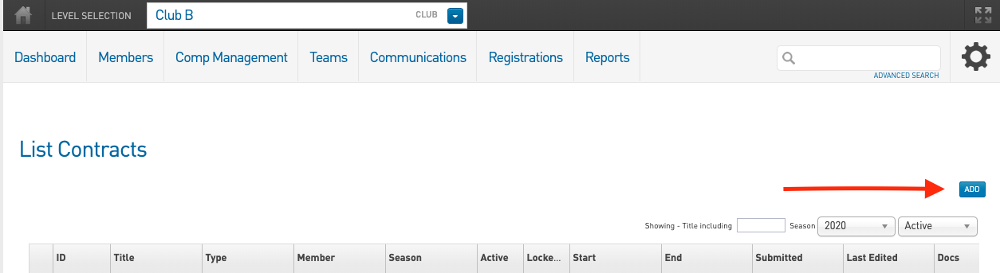 LEVEL SELECTION Club B CLUB
Dashboard Members Comp Management Teams Communications Registrations Reports
ADVANCED SEARCH
List Contracts
ADD
Showing - Title including Season 2020 Active
ID Title Type Member Season Active Locke... Start End Submitted Last Edited Docs